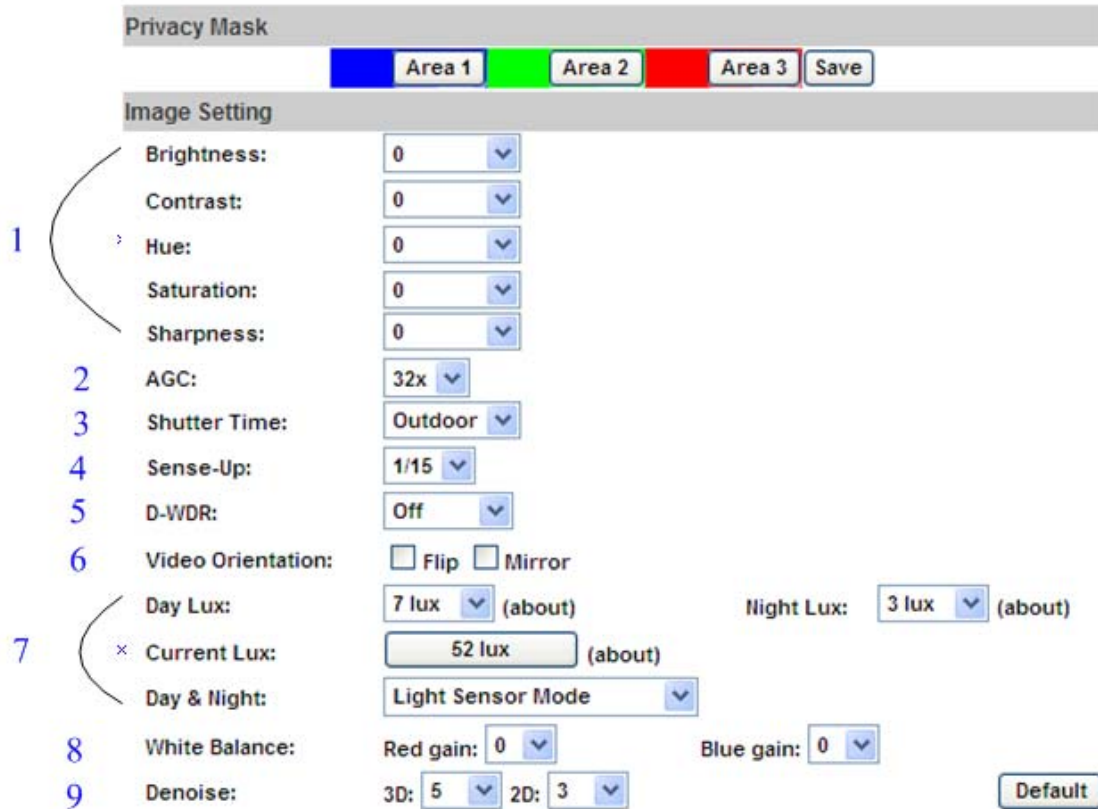 Privacy Mask
Area 1 Area 2 Area 3 Save
Image Setting
Brightness: 0
Contrast: 0
1 Hue: 0
Saturation: 0
Sharpness: 0
2 AGC: 32x
3 Shutter Time: Outdoor
4 Sense-Up: 1/15
5 D-WDR: Off
6 Video Orientation: Flip Mirror
Day Lux: 7 lux (about) Night Lux: 3 lux (about)
7 Current Lux: 52 lux (about)
Day & Night: Light Sensor Mode
8 White Balance: Red gain: 0 Blue gain: 0
9 Denoise: 3D: 5 2D: 3 Default